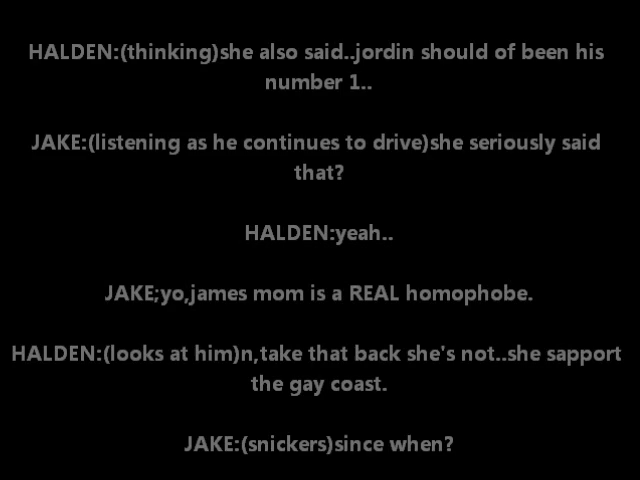 HALDEN:(thinking)she also said..jordin should of been his
number 1..
JAKE:(listening as he continues to drive)she seriously said
that?
HALDEN:yeah..
JAKE;yo,james mom is a REAL homophobe.
HALDEN:(looks at him)n,take that back she's not..she sapport
the gay coast.
JAKE:(snickers)since when?